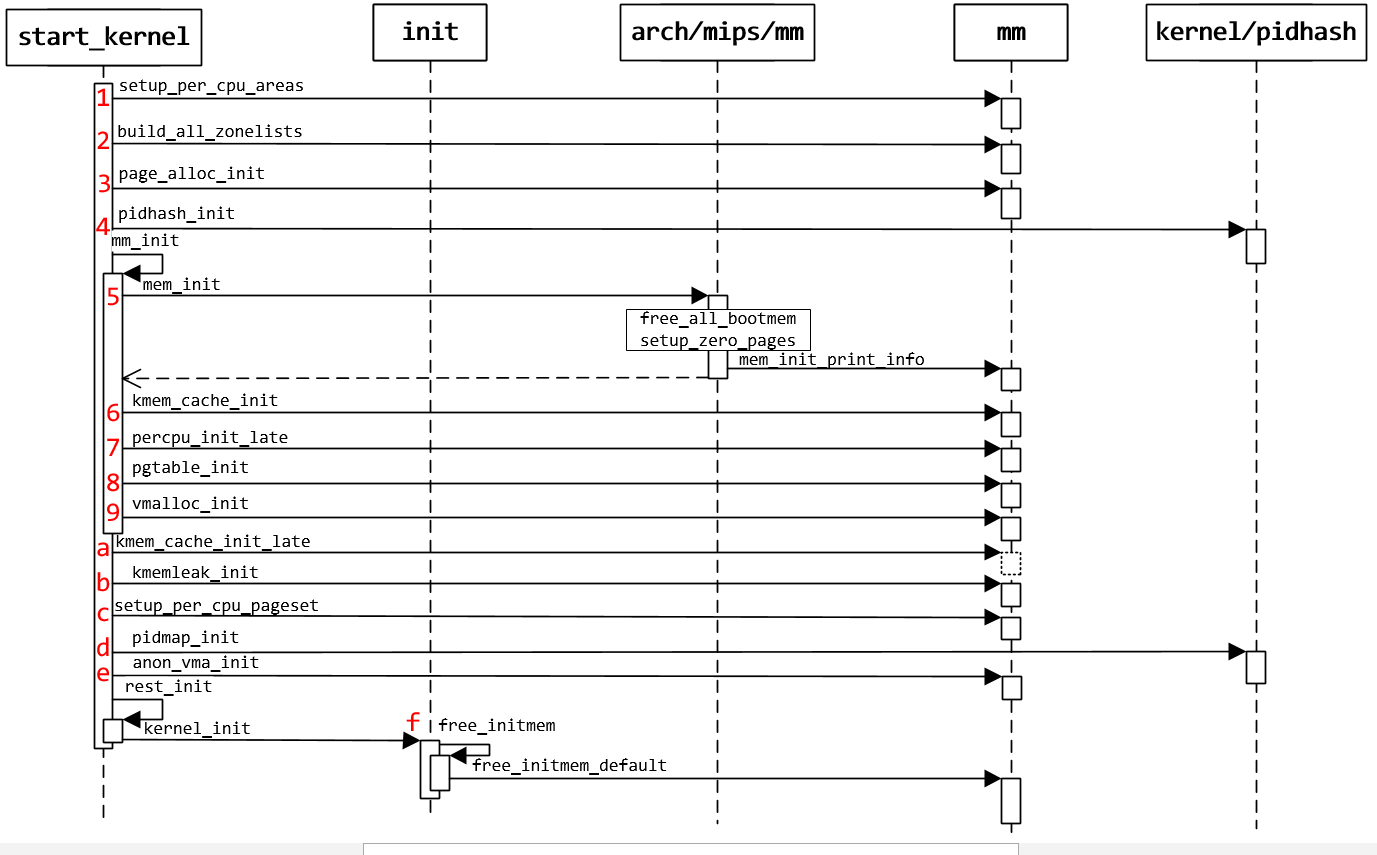 start_kernel
init
arch/mips/mm
mm
kernel/pidhash
1 setup_per_cpu_areas
2 build_all_zonelists
3 page_alloc_init
4 pidhash_init
mm_init
5 mem_init
free_all_bootmem
setup_zero_pages
mem_init_print_info
6 kmem_cache_init
7 percpu_init_late
8 pgtable_init
9 vmalloc_init
a kmem_cache_init_late
b kmemleak_init
c setup_per_cpu_pageset
d pidmap_init
e anon_vma_init
rest_init
kernel_init
f free_initmem
free_initmem_default